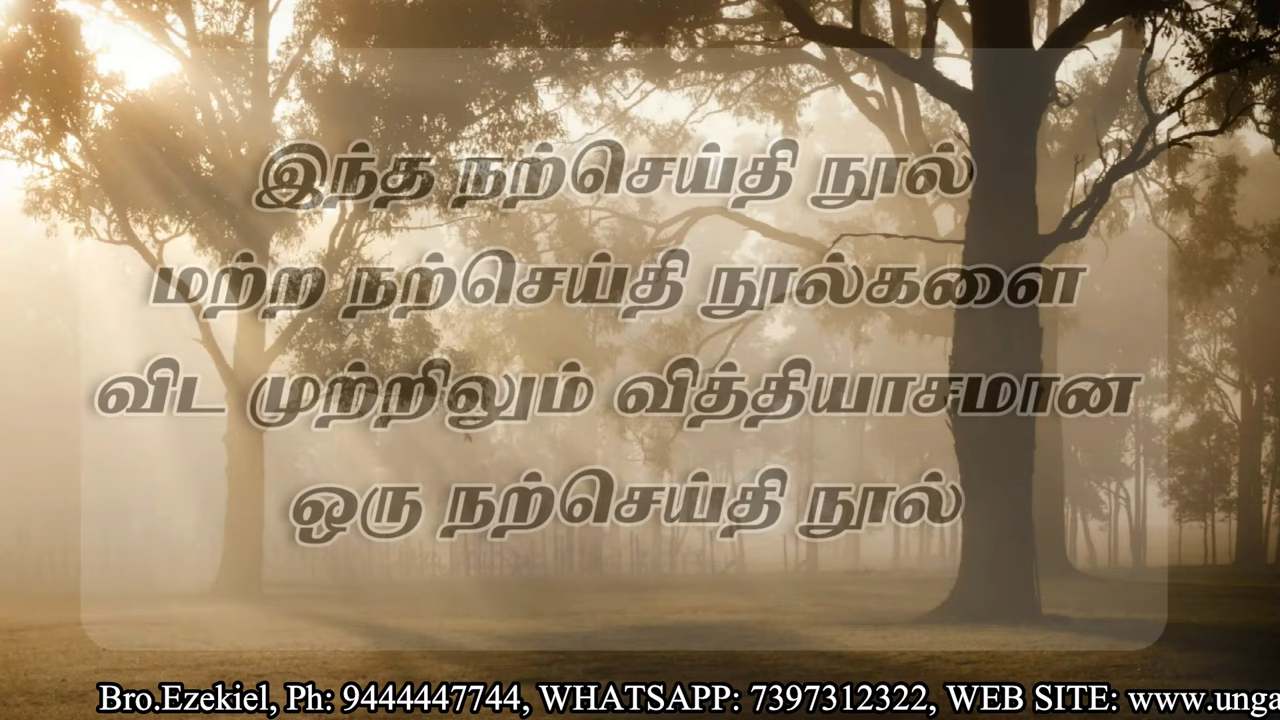 இந்த நற்செய்தி நூல்
மற்ற நற்செய்தி நூல்களை
விட முற்றிலும் வித்தியாசமான
ஒரு நற்செய்தி நூல்
Bro.Ezekiel, Ph: 9444447744, WHATSAPP: 7397312322, WEB SITE: www.unga